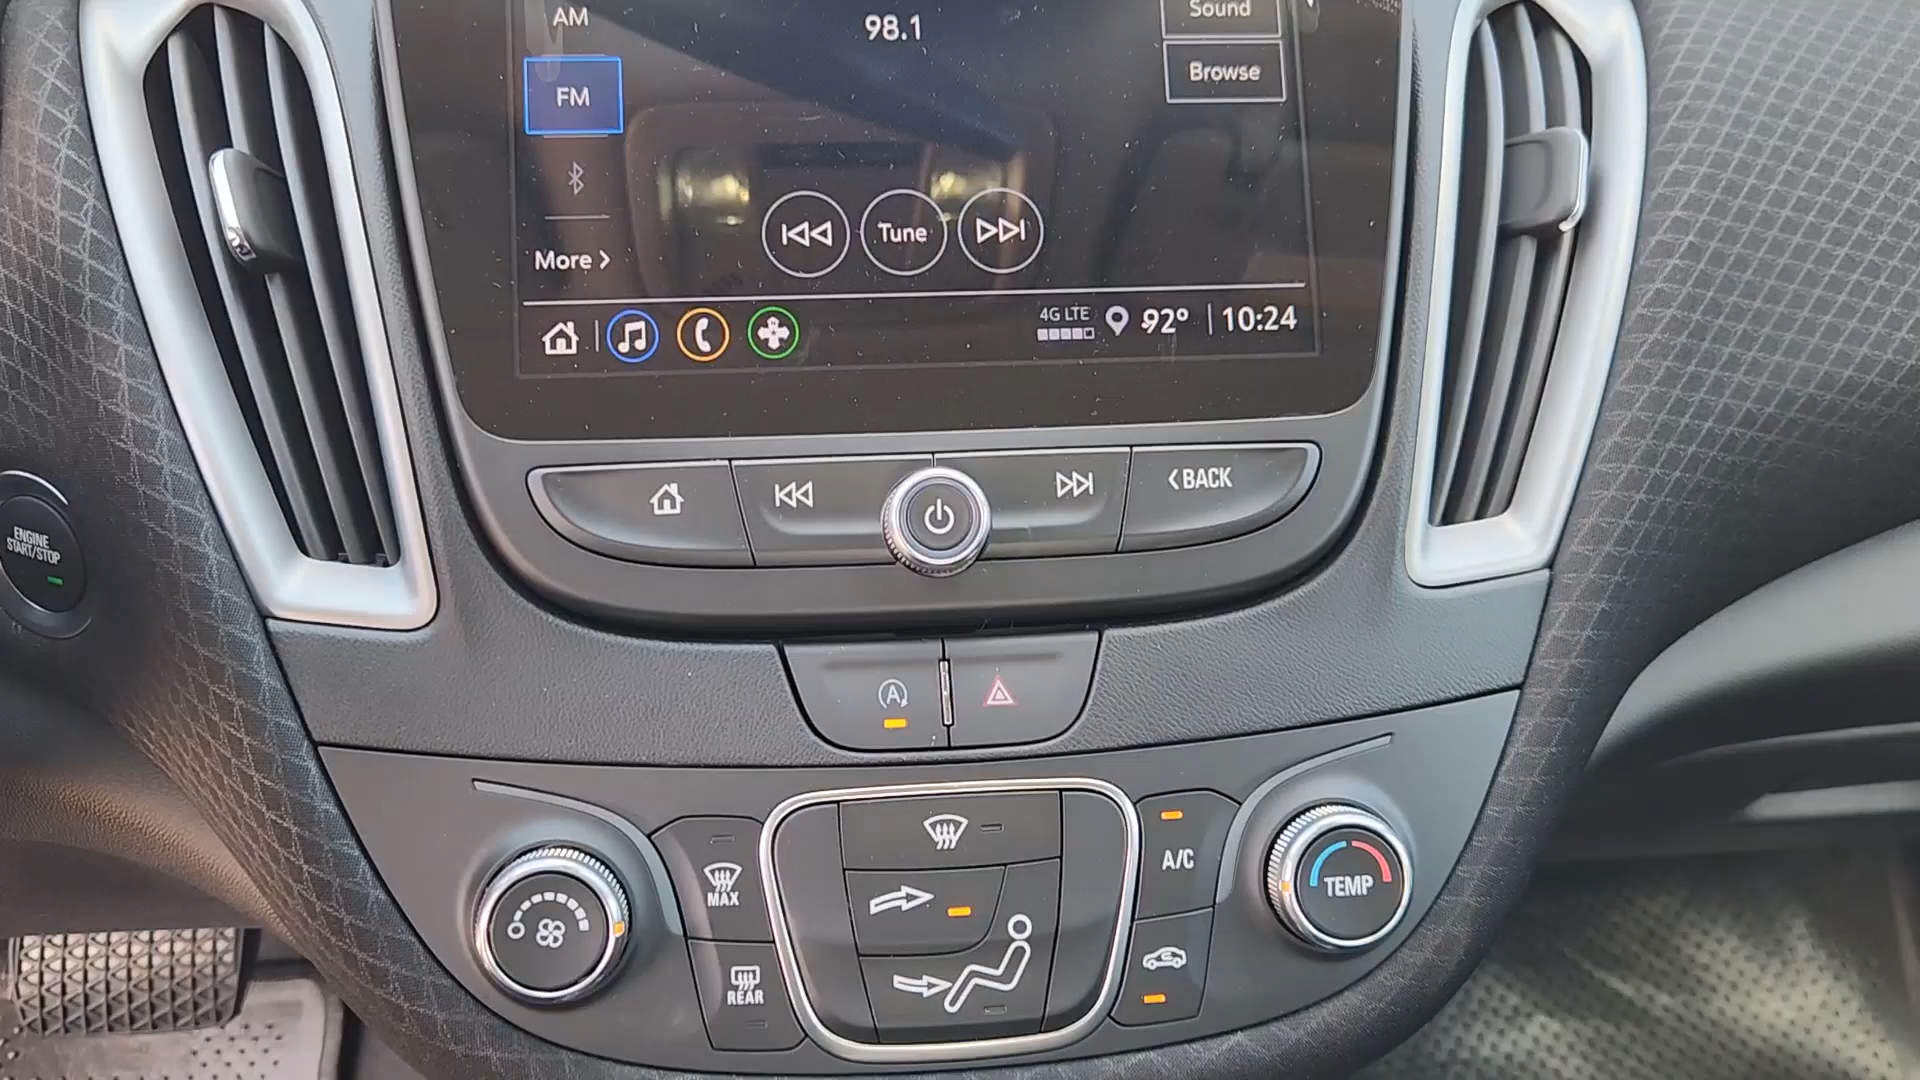 AM
98.1
Sound
FM
Browse
Tune
More >
4G LTE
92°
10:24
< BACK
ENGINE
START/STOP
A
MAX
A/C
TEMP
REAR